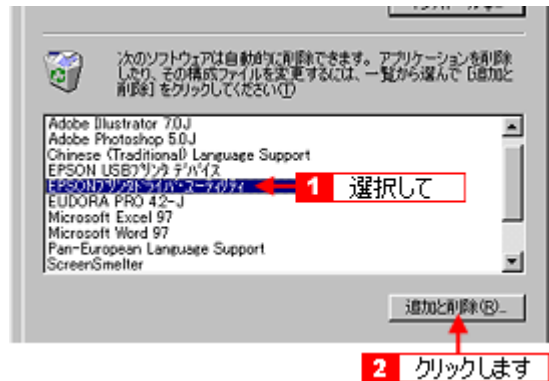 次のソフトウェアは自動的に削除できます。アプリケーションを削除
したり、その構成ファイルを変更するには、一覧から選んで [追加と
削除] をクリックしてください(T)
Adobe Illustrator 7.0J
Adobe Photoshop 5.0J
Chinese (Traditional) Language Support
EPSON USBプリンタ デバイス
EPSONプリンタドライバ・ユーティリティ
1 選択して
EUDORA PRO 4.2-J
Microsoft Excel 97
Microsoft Word 97
Pan-European Language Support
ScreenSmelter
追加と削除(R)...
2 クリックします